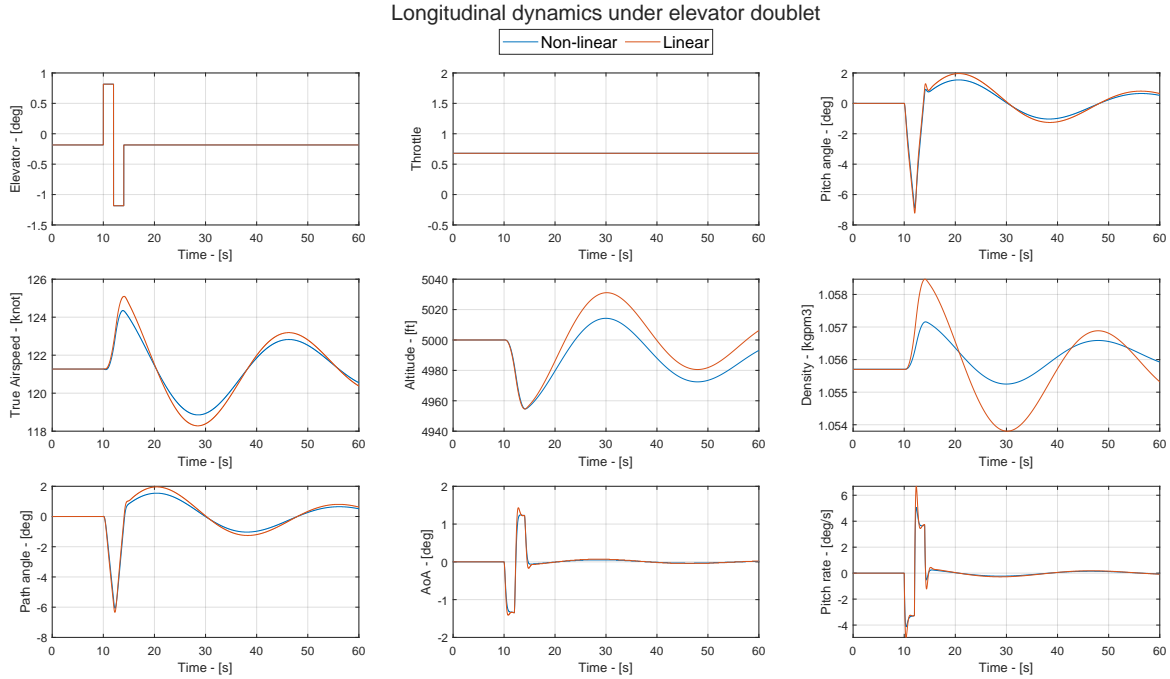 Longitudinal dynamics under elevator doublet
Non-linear
Linear
Elevator - [deg]
1
0.5
0
-0.5
-1
-1.5
0 10 20 30 40 50 60
Time - [s]
Throttle
2
1.5
1
0.5
0
-0.5
0 10 20 30 40 50 60
Time - [s]
Pitch angle - [deg]
2
0
-2
-4
-6
-8
0 10 20 30 40 50 60
Time - [s]
True Airspeed - [knot]
126
124
122
120
118
0 10 20 30 40 50 60
Time - [s]
Altitude - [ft]
5040
5020
5000
4980
4960
4940
0 10 20 30 40 50 60
Time - [s]
Density - [kgpm3]
1.058
1.057
1.056
1.055
1.054
0 10 20 30 40 50 60
Time - [s]
Path angle - [deg]
2
0
-2
-4
-6
-8
0 10 20 30 40 50 60
Time - [s]
AoA - [deg]
2
1
0
-1
-2
0 10 20 30 40 50 60
Time - [s]
Pitch rate - [deg/s]
6
4
2
0
-2
-4
0 10 20 30 40 50 60
Time - [s]